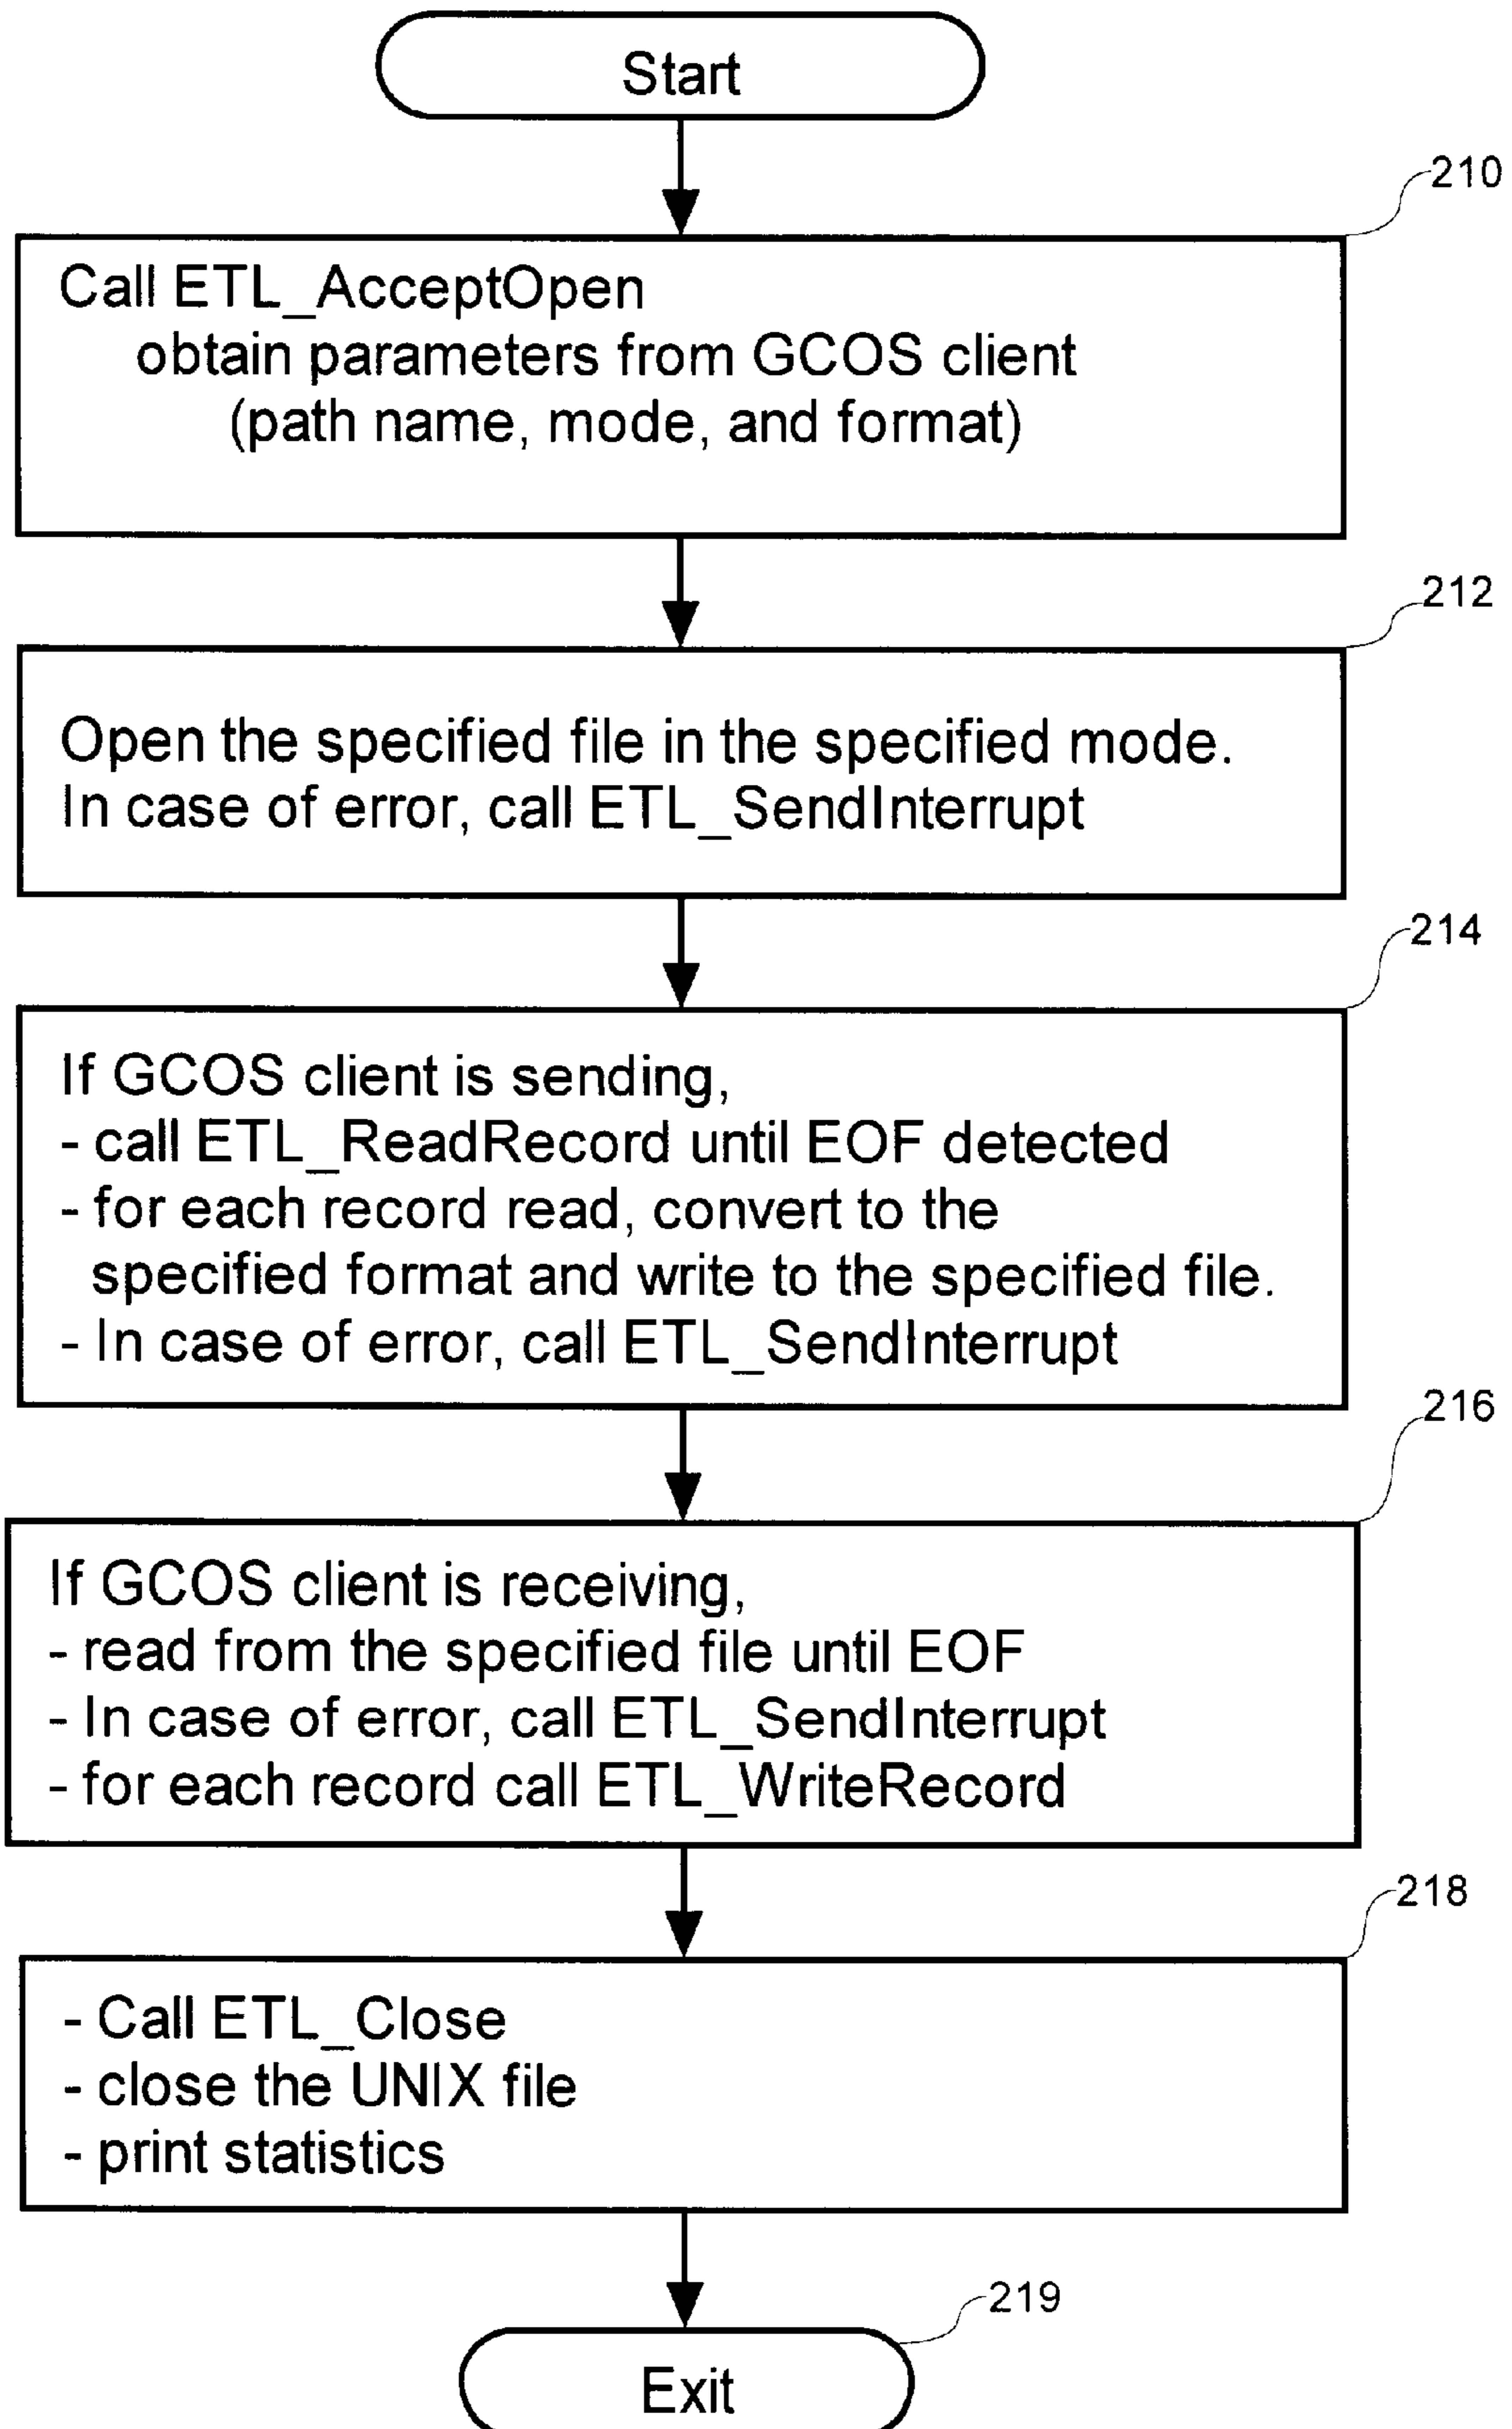 Start
210
Call ETL_AcceptOpen
obtain parameters from GCOS client
(path name, mode, and format)
212
Open the specified file in the specified mode.
In case of error, call ETL_SendInterrupt
214
If GCOS client is sending,
- call ETL_ReadRecord until EOF detected
- for each record read, convert to the
specified format and write to the specified file.
- In case of error, call ETL_SendInterrupt
216
If GCOS client is receiving,
- read from the specified file until EOF
- In case of error, call ETL_SendInterrupt
- for each record call ETL_WriteRecord
218
- Call ETL_Close
- close the UNIX file
- print statistics
219
Exit